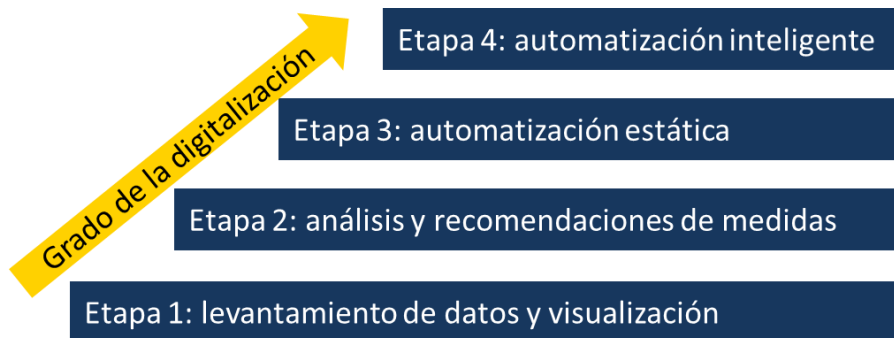 Etapa 4: automatización inteligente
Grado de la digitalización
Etapa 3: automatización estática
Etapa 2: análisis y recomendaciones de medidas
Etapa 1: levantamiento de datos y visualización